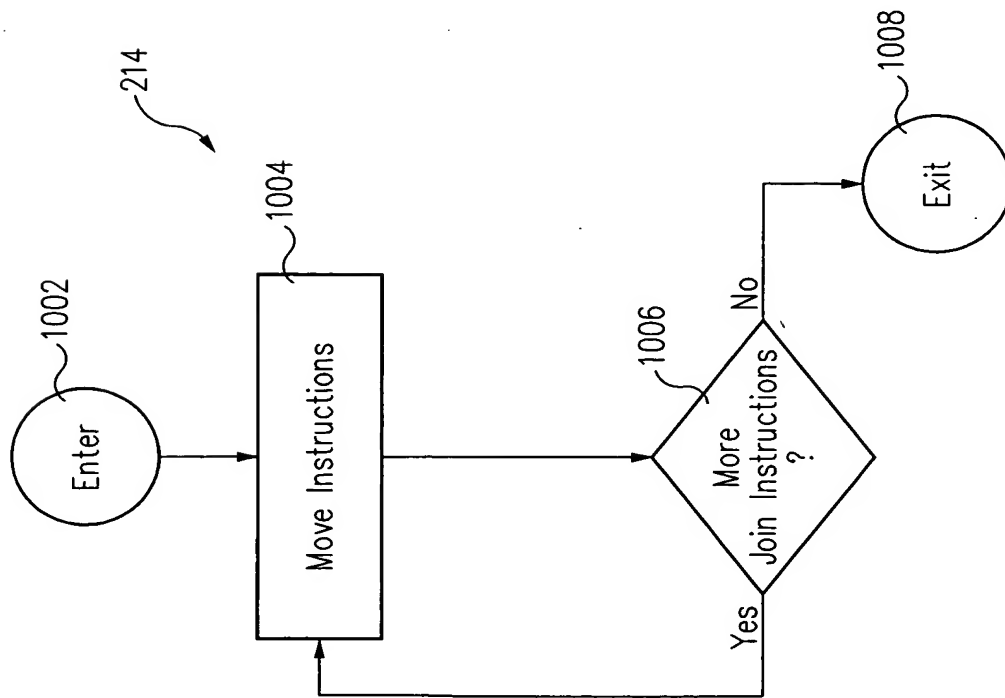 214
1002
Enter
1004
Move Instructions
1006
More
Join Instructions
?
Yes
No
1008
Exit